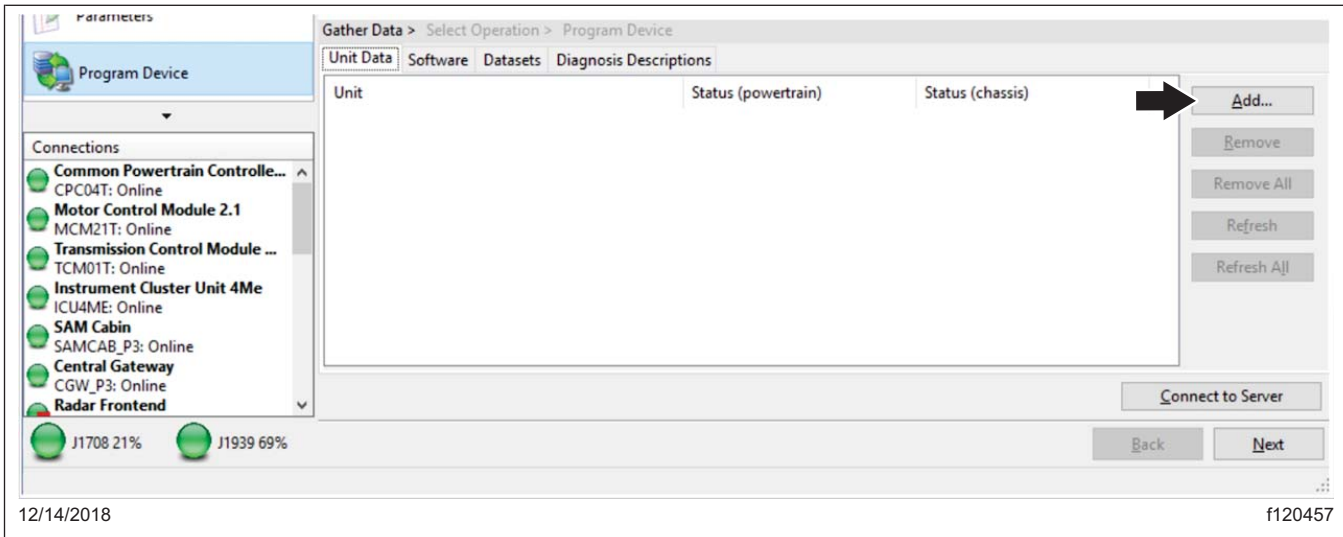 Parameters
Program Device
Connections
Common Powertrain Controlle...
CPC04T: Online
Motor Control Module 2.1
MCM21T: Online
Transmission Control Module ...
TCM01T: Online
Instrument Cluster Unit 4Me
ICU4ME: Online
SAM Cabin
SAMCAB_P3: Online
Central Gateway
CGW_P3: Online
Radar Frontend
J1708 21% J1939 69%
Gather Data > Select Operation > Program Device
Unit Data Software Datasets Diagnosis Descriptions
Unit Status (powertrain) Status (chassis)
Add...
Remove
Remove All
Refresh
Refresh All
Connect to Server
Back Next
12/14/2018 f120457